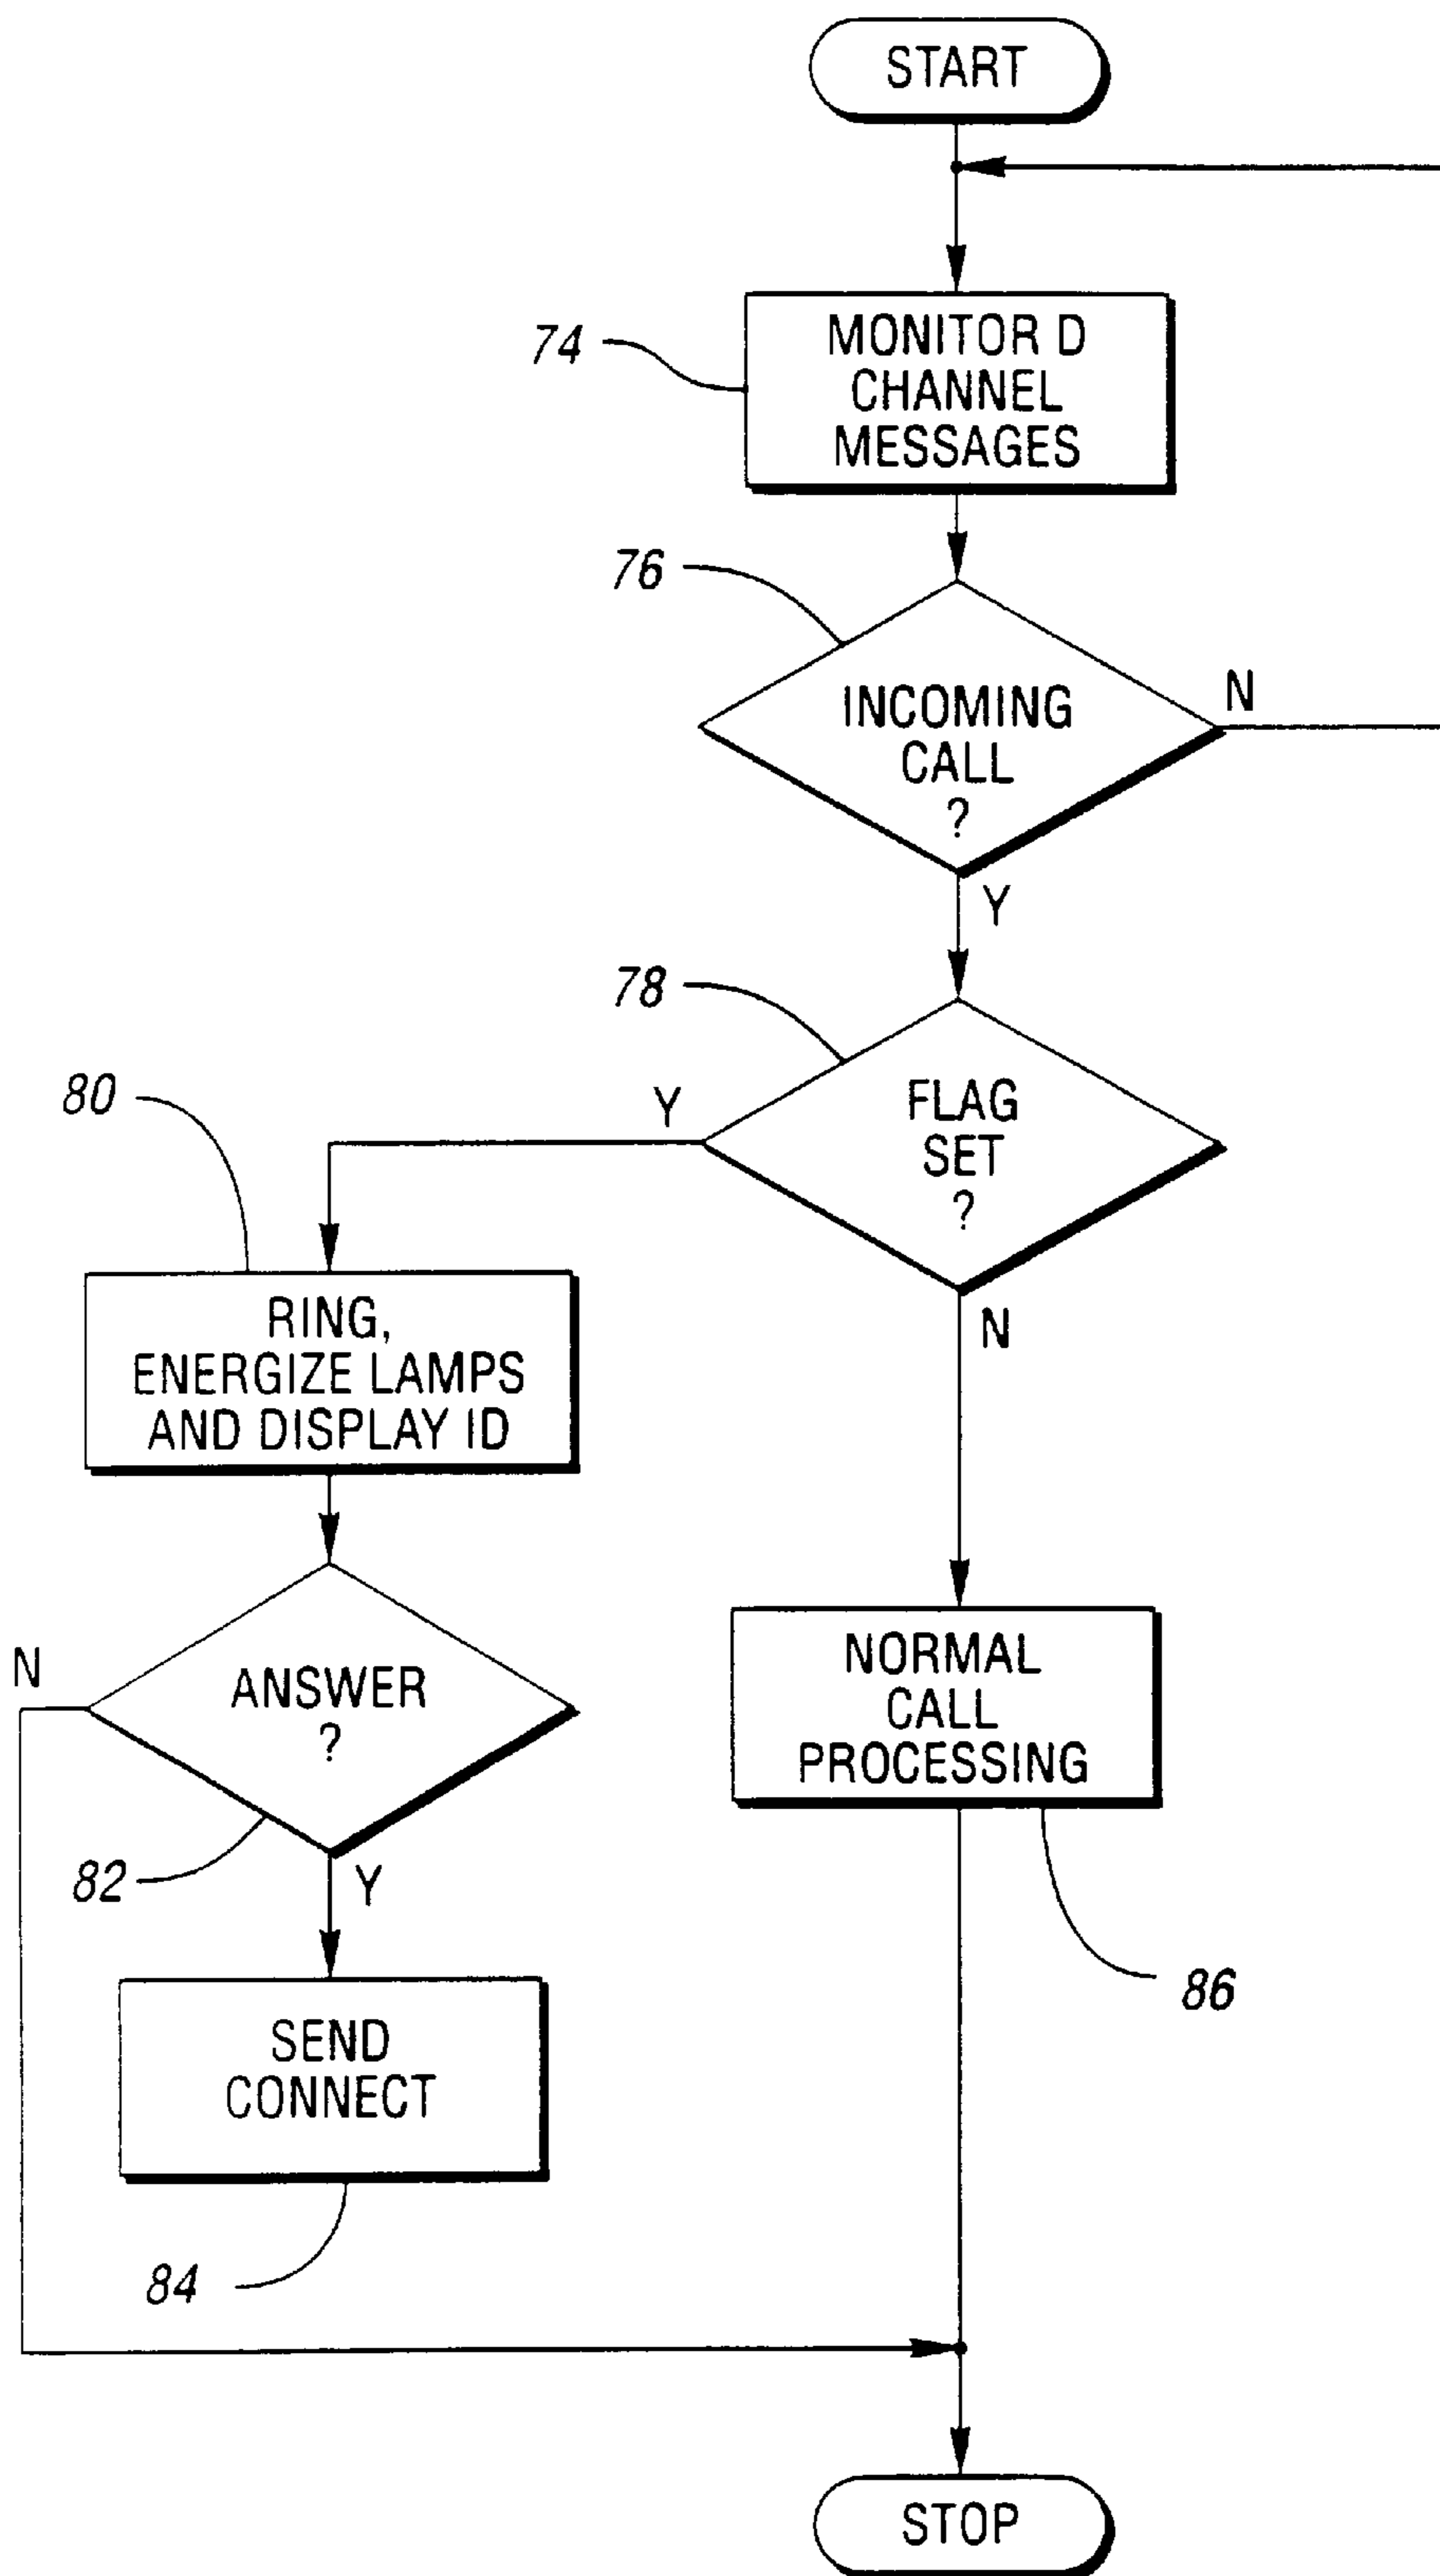 START
74
MONITOR D
CHANNEL
MESSAGES
76
INCOMING
CALL
?
N
Y
78
FLAG
SET
?
Y
N
80
RING,
ENERGIZE LAMPS
AND DISPLAY ID
ANSWER
?
N
82
Y
NORMAL
CALL
PROCESSING
86
SEND
CONNECT
84
STOP